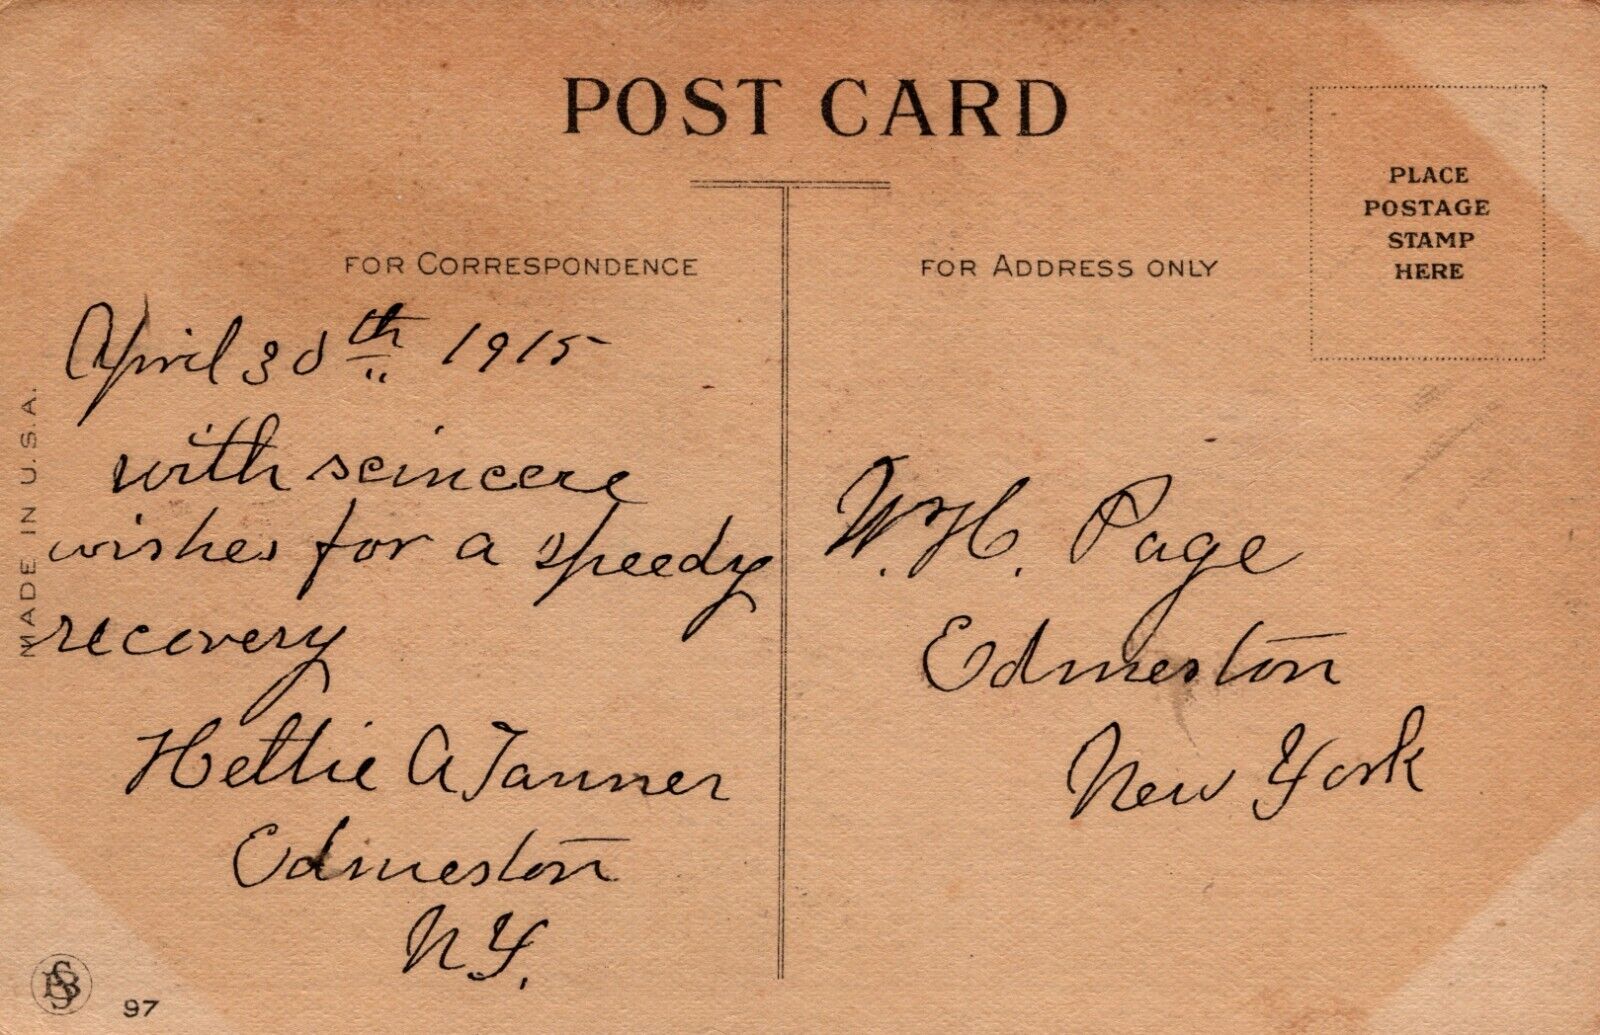 POST CARD
PLACE
POSTAGE
STAMP
HERE
FOR CORRESPONDENCE
April 30th 1915
with scincere
wishes for a speedy
recovery
Hettie A Tanner
Edmeston
N.Y.
FOR ADDRESS ONLY
W. H. Page
Edmeston
New York
MADE IN U.S.A.
97